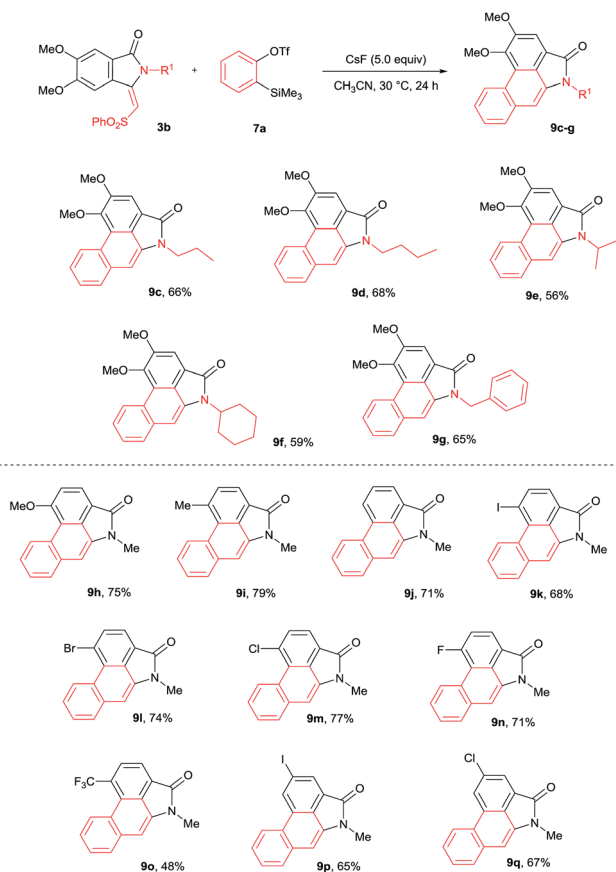 MeO
MeO
O
N
R¹
PhO₂S
3b
+
OTf
SiMe₃
7a
CsF (5.0 equiv)
CH₃CN, 30 °C, 24 h
MeO
MeO
O
N
R¹
9c-g
MeO
MeO
O
N
9c, 66%
MeO
MeO
O
N
9d, 68%
MeO
MeO
O
N
9e, 56%
MeO
MeO
O
N
9f, 59%
MeO
MeO
O
N
9g, 65%
MeO
O
N
Me
9h, 75%
Me
O
N
Me
9i, 79%
O
N
Me
9j, 71%
I
O
N
Me
9k, 68%
Br
O
N
Me
9l, 74%
Cl
O
N
Me
9m, 77%
F
O
N
Me
9n, 71%
F₃C
O
N
Me
9o, 48%
I
O
N
Me
9p, 65%
Cl
O
N
Me
9q, 67%